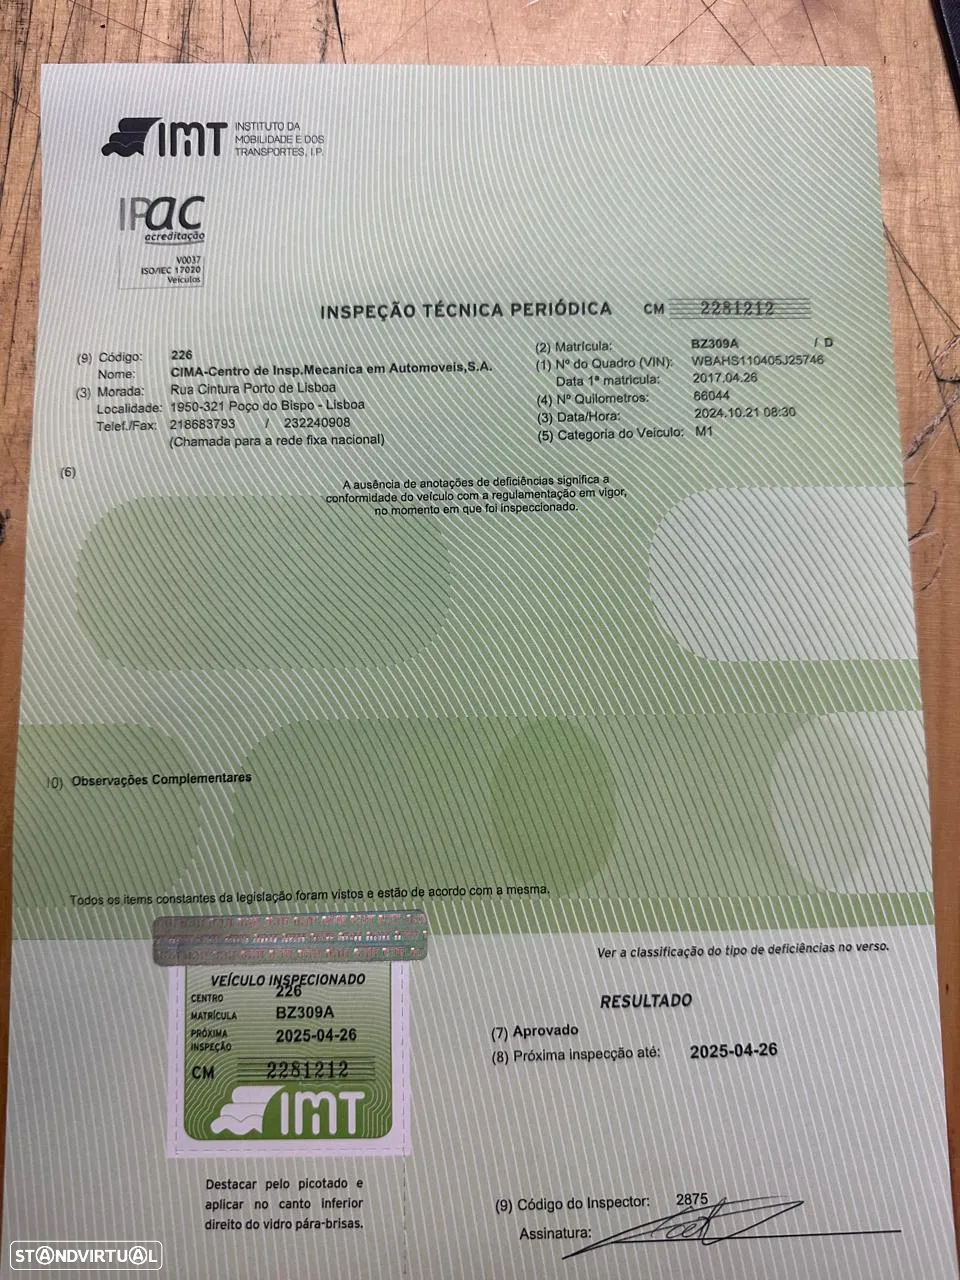 IMT INSTITUTO DA
MOBILIDADE E DOS
TRANSPORTES, I.P.
IPac
acreditação
V0037
ISO/IEC 17020
Veículos
INSPEÇÃO TÉCNICA PERIÓDICA CM 2281212
(9) Código: 226
Nome: CIMA-Centro de Insp.Mecanica em Automoveis,S.A.
(3) Morada: Rua Cintura Porto de Lisboa
Localidade: 1950-321 Poço do Bispo - Lisboa
Telef./Fax: 218683793 / 232240908
(Chamada para a rede fixa nacional)
(2) Matrícula: BZ309A / D
(1) Nº do Quadro (VIN): WBAHS110405J25746
Data 1ª matricula: 2017.04.26
(4) Nº Quilometros: 66044
(3) Data/Hora: 2024.10.21 08:30
(5) Categoria do Veículo: M1
(6)
A ausência de anotações de deficiências significa a
conformidade do veículo com a regulamentação em vigor,
no momento em que foi inspeccionado.
10) Observações Complementares
Todos os items constantes da legislação foram vistos e estão de acordo com a mesma.
Ver a classificação do tipo de deficiências no verso.
VEÍCULO INSPECIONADO
CENTRO 226
MATRÍCULA BZ309A
PRÓXIMA
INSPEÇÃO 2025-04-26
CM 2281212
IMT
RESULTADO
(7) Aprovado
(8) Próxima inspecção até: 2025-04-26
Destacar pelo picotado e
aplicar no canto inferior
direito do vidro pára-brisas.
(9) Código do Inspector: 2875
Assinatura:
STANDVIRTUAL